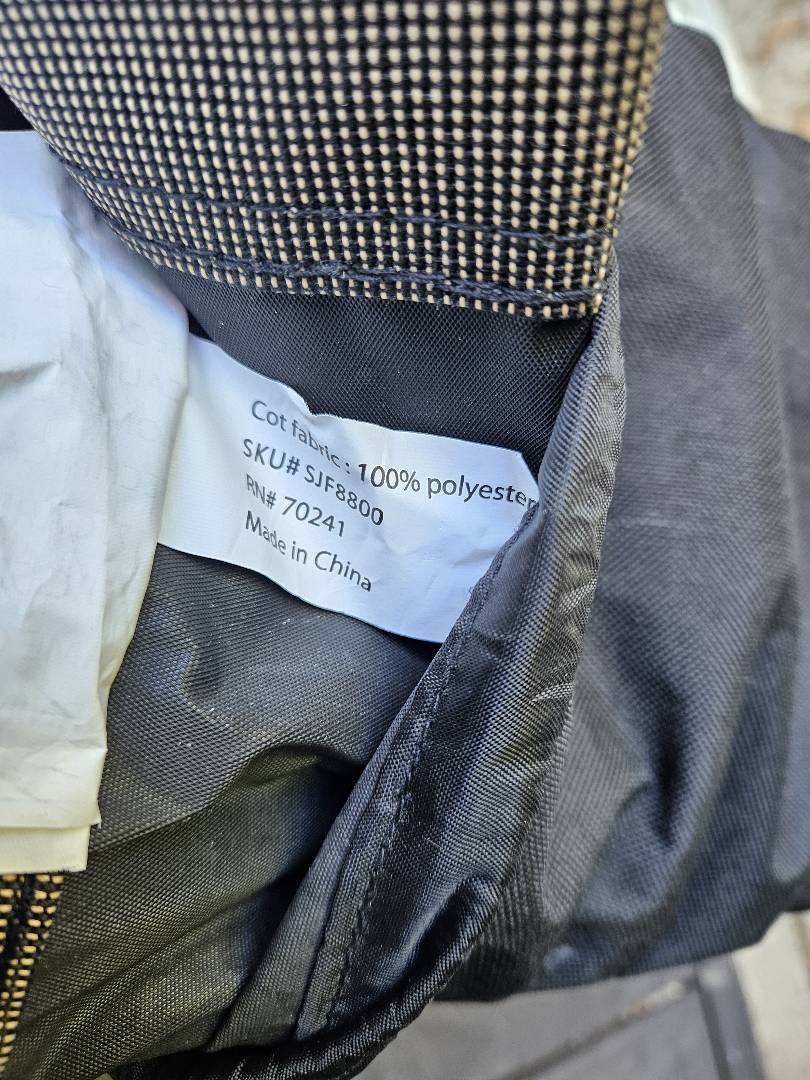 Cot fabric : 100% polyester
SKU# SJF8800
RN# 70241
Made in China